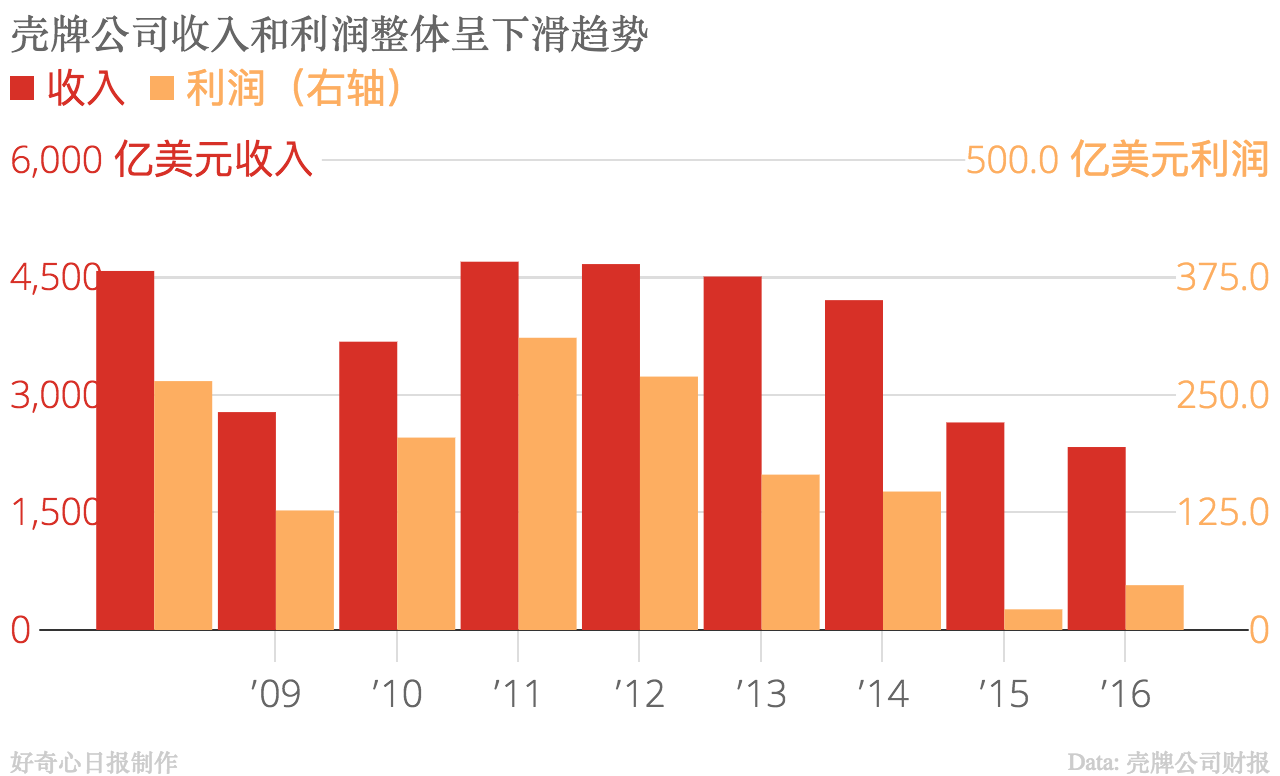 壳牌公司收入和利润整体呈下滑趋势
收入 利润（右轴）
6,000 亿美元收入 500.0 亿美元利润
4,500 375.0
3,000 250.0
1,500 125.0
0 0
’09 ’10 ’11 ’12 ’13 ’14 ’15 ’16
好奇心日报制作 Data: 壳牌公司财报